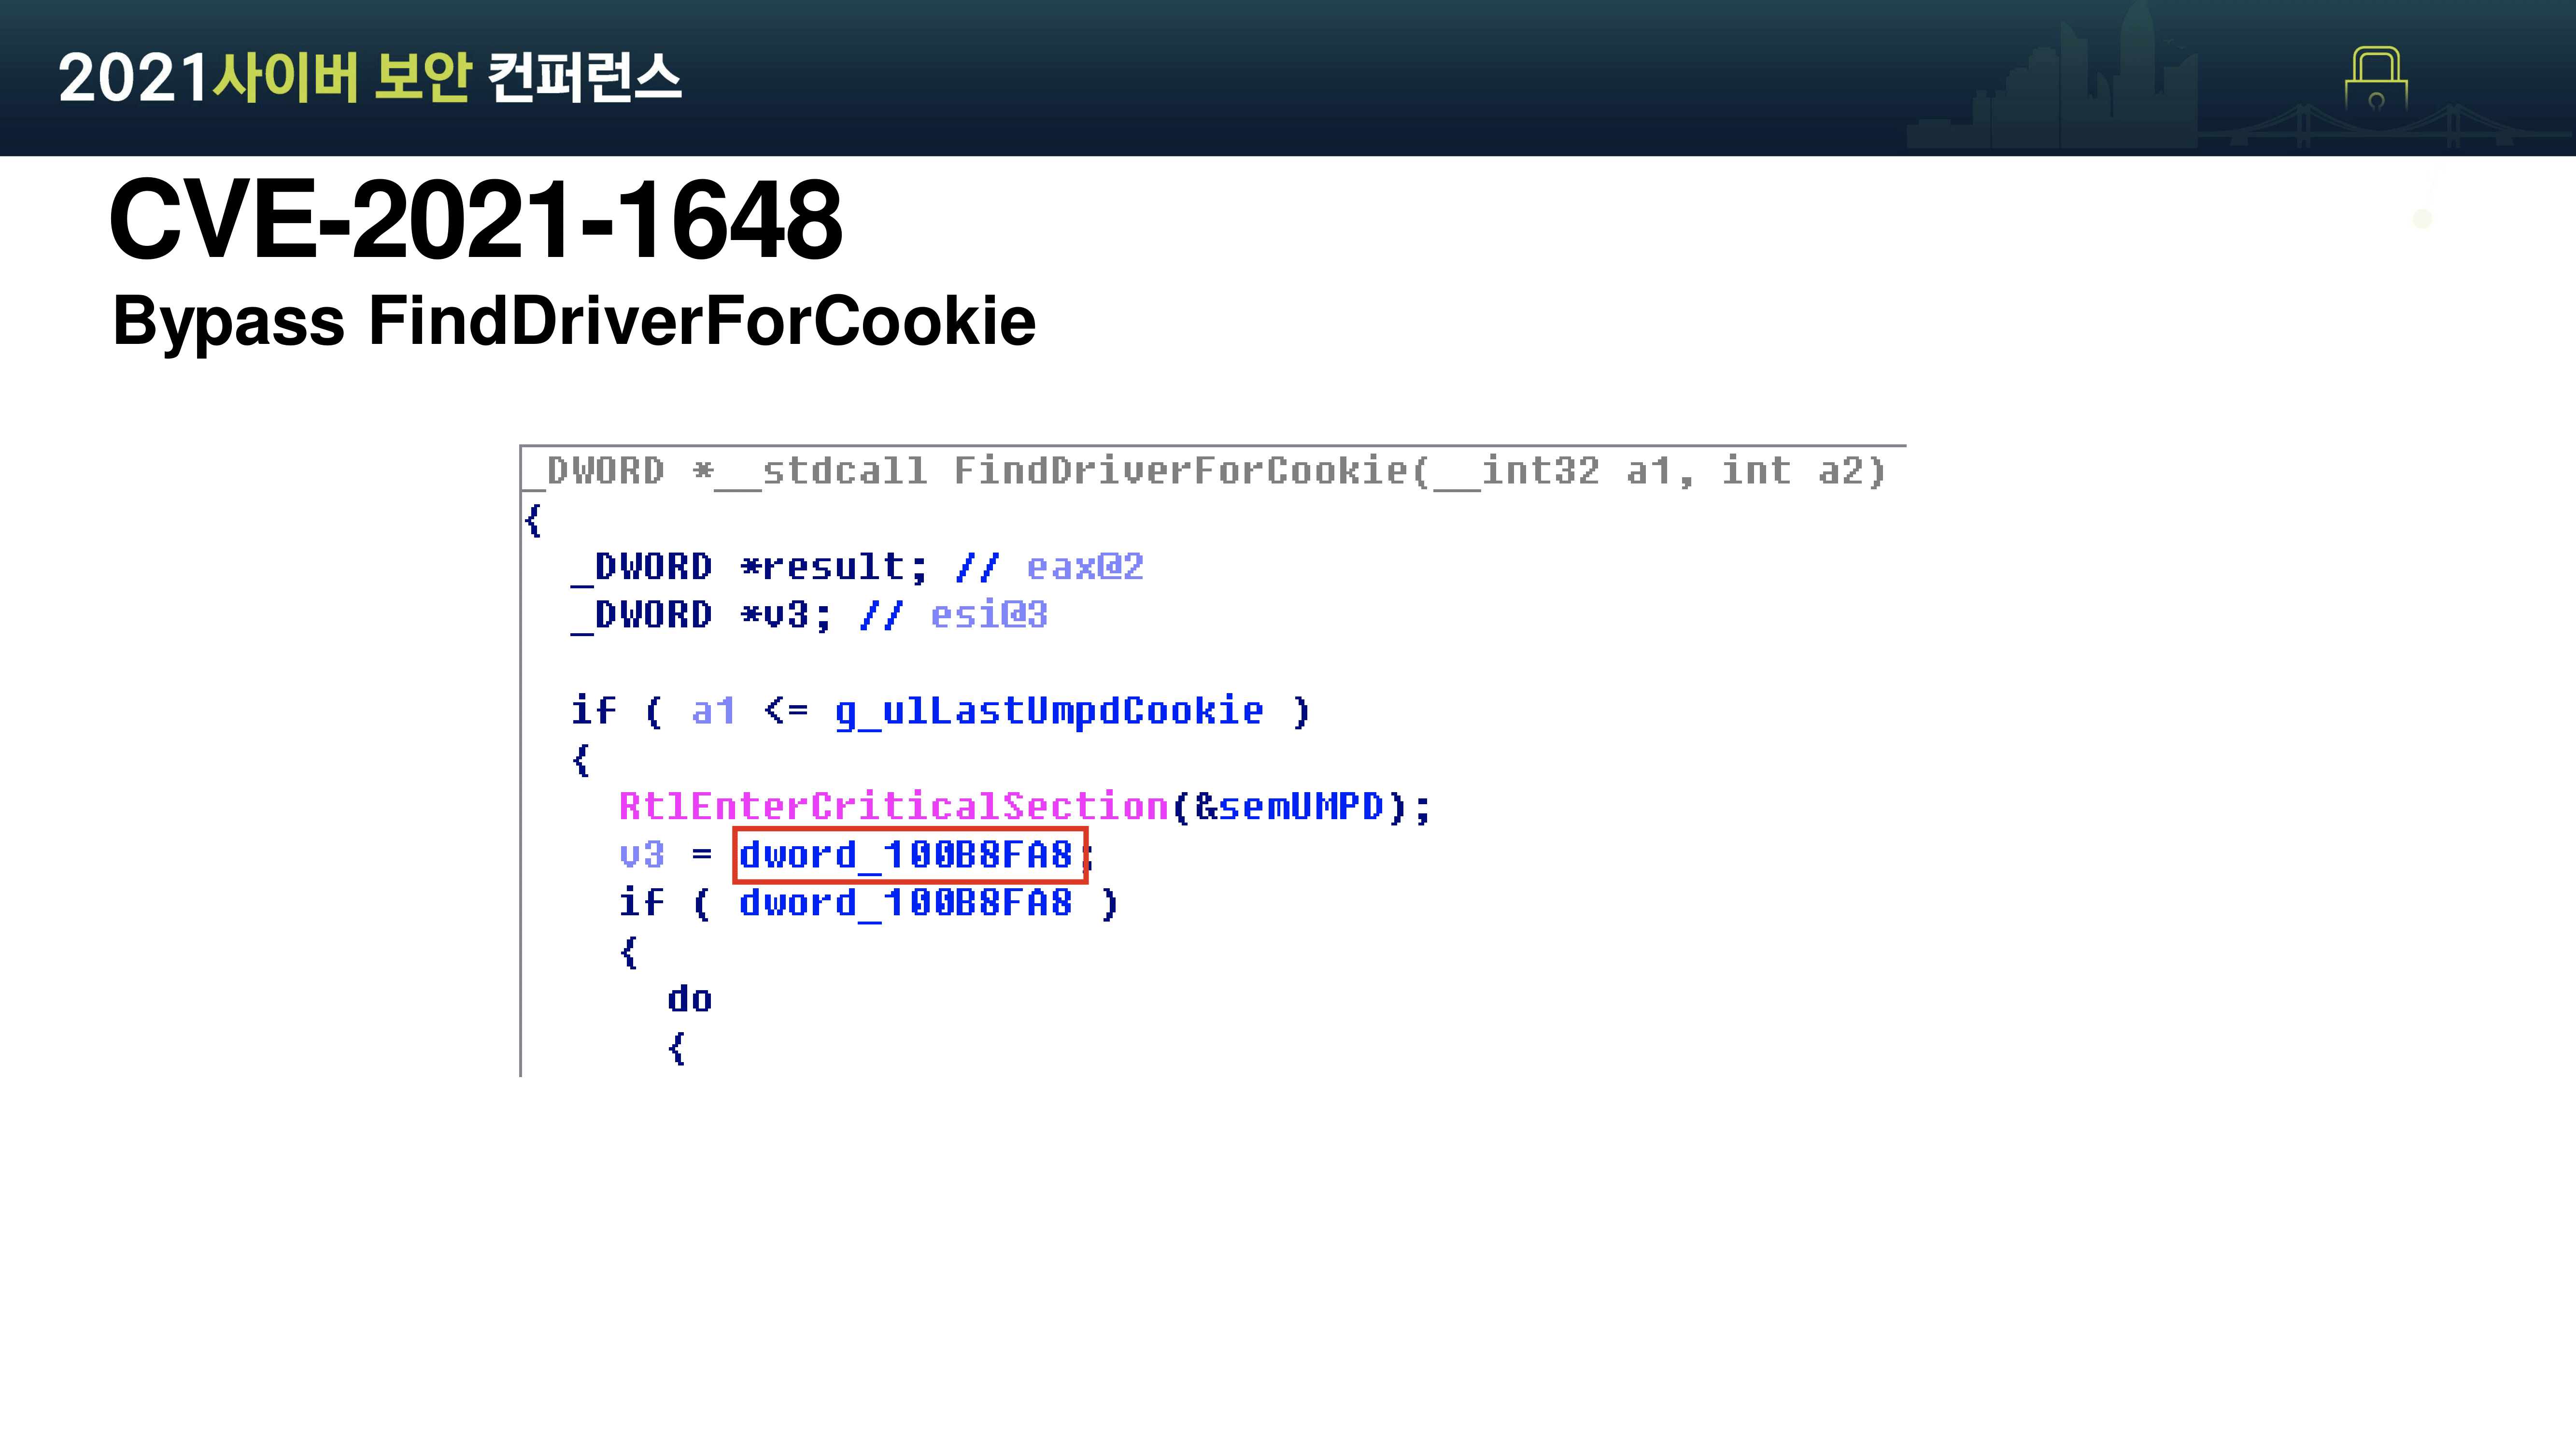 2021사이버 보안 컨퍼런스
CVE-2021-1648
Bypass FindDriverForCookie
_DWORD *__stdcall FindDriverForCookie(__int32 a1, int a2)
{
_DWORD *result; // eax@2
_DWORD *v3; // esi@3
if ( a1 <= g_ulLastUmpdCookie )
{
RtlEnterCriticalSection(&semUMPD);
v3 = dword_100B8FA8;
if ( dword_100B8FA8 )
{
do
{